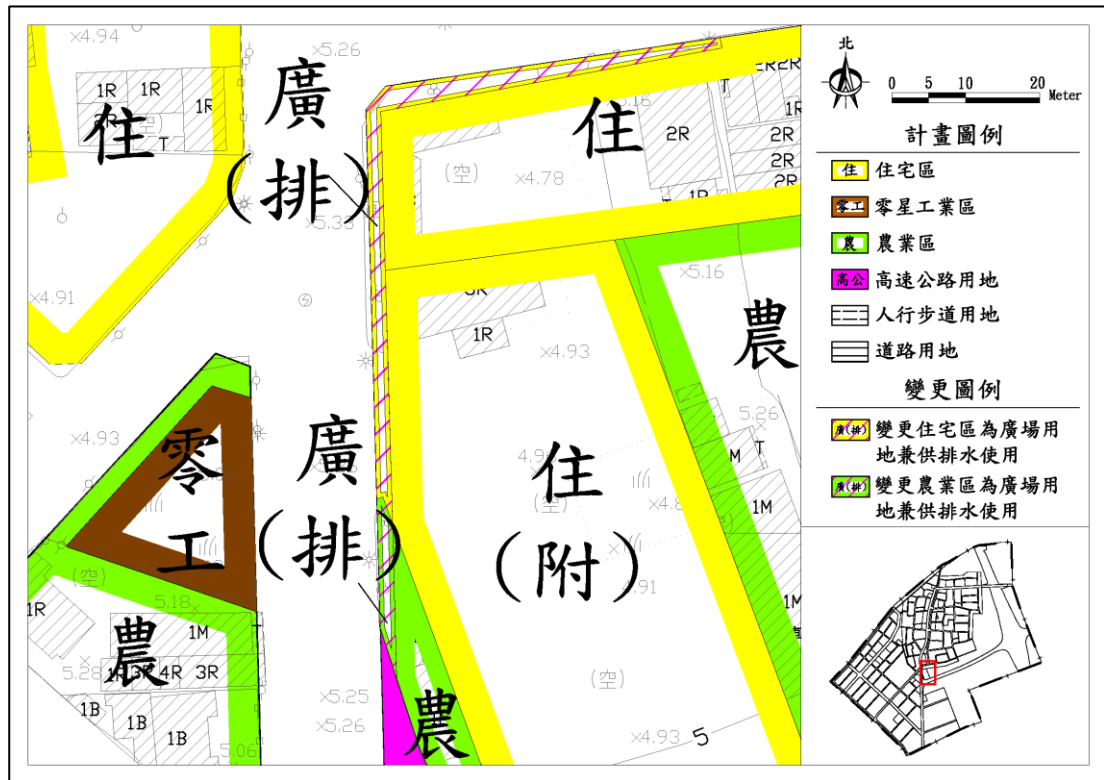 ×4.94
×5.26
廣
(排)
1R
1R
1R
住
(空)
T
×5.33
住
2R
2R
1R
2R
2R
2R
1R
T
(空)
×4.78
×4.91
×5.16
3R
1R
×4.93
農
5.26
×4.93
零
工
廣
(排)
住
(附)
(空)
4.91
M
T
1M
1M
(空)
5.18
1R
1M
T
農
5.28
1R
3R
4R
3R
1B
1B
1B
5.06
×5.25
×5.26
農
(空)
×4.93
5
北
0 5 10 20 Meter
計畫圖例
住 住宅區
零工 零星工業區
農 農業區
高公 高速公路用地
人行步道用地
道路用地
變更圖例
廣(排) 變更住宅區為廣場用
地兼供排水使用
廣(排) 變更農業區為廣場用
地兼供排水使用